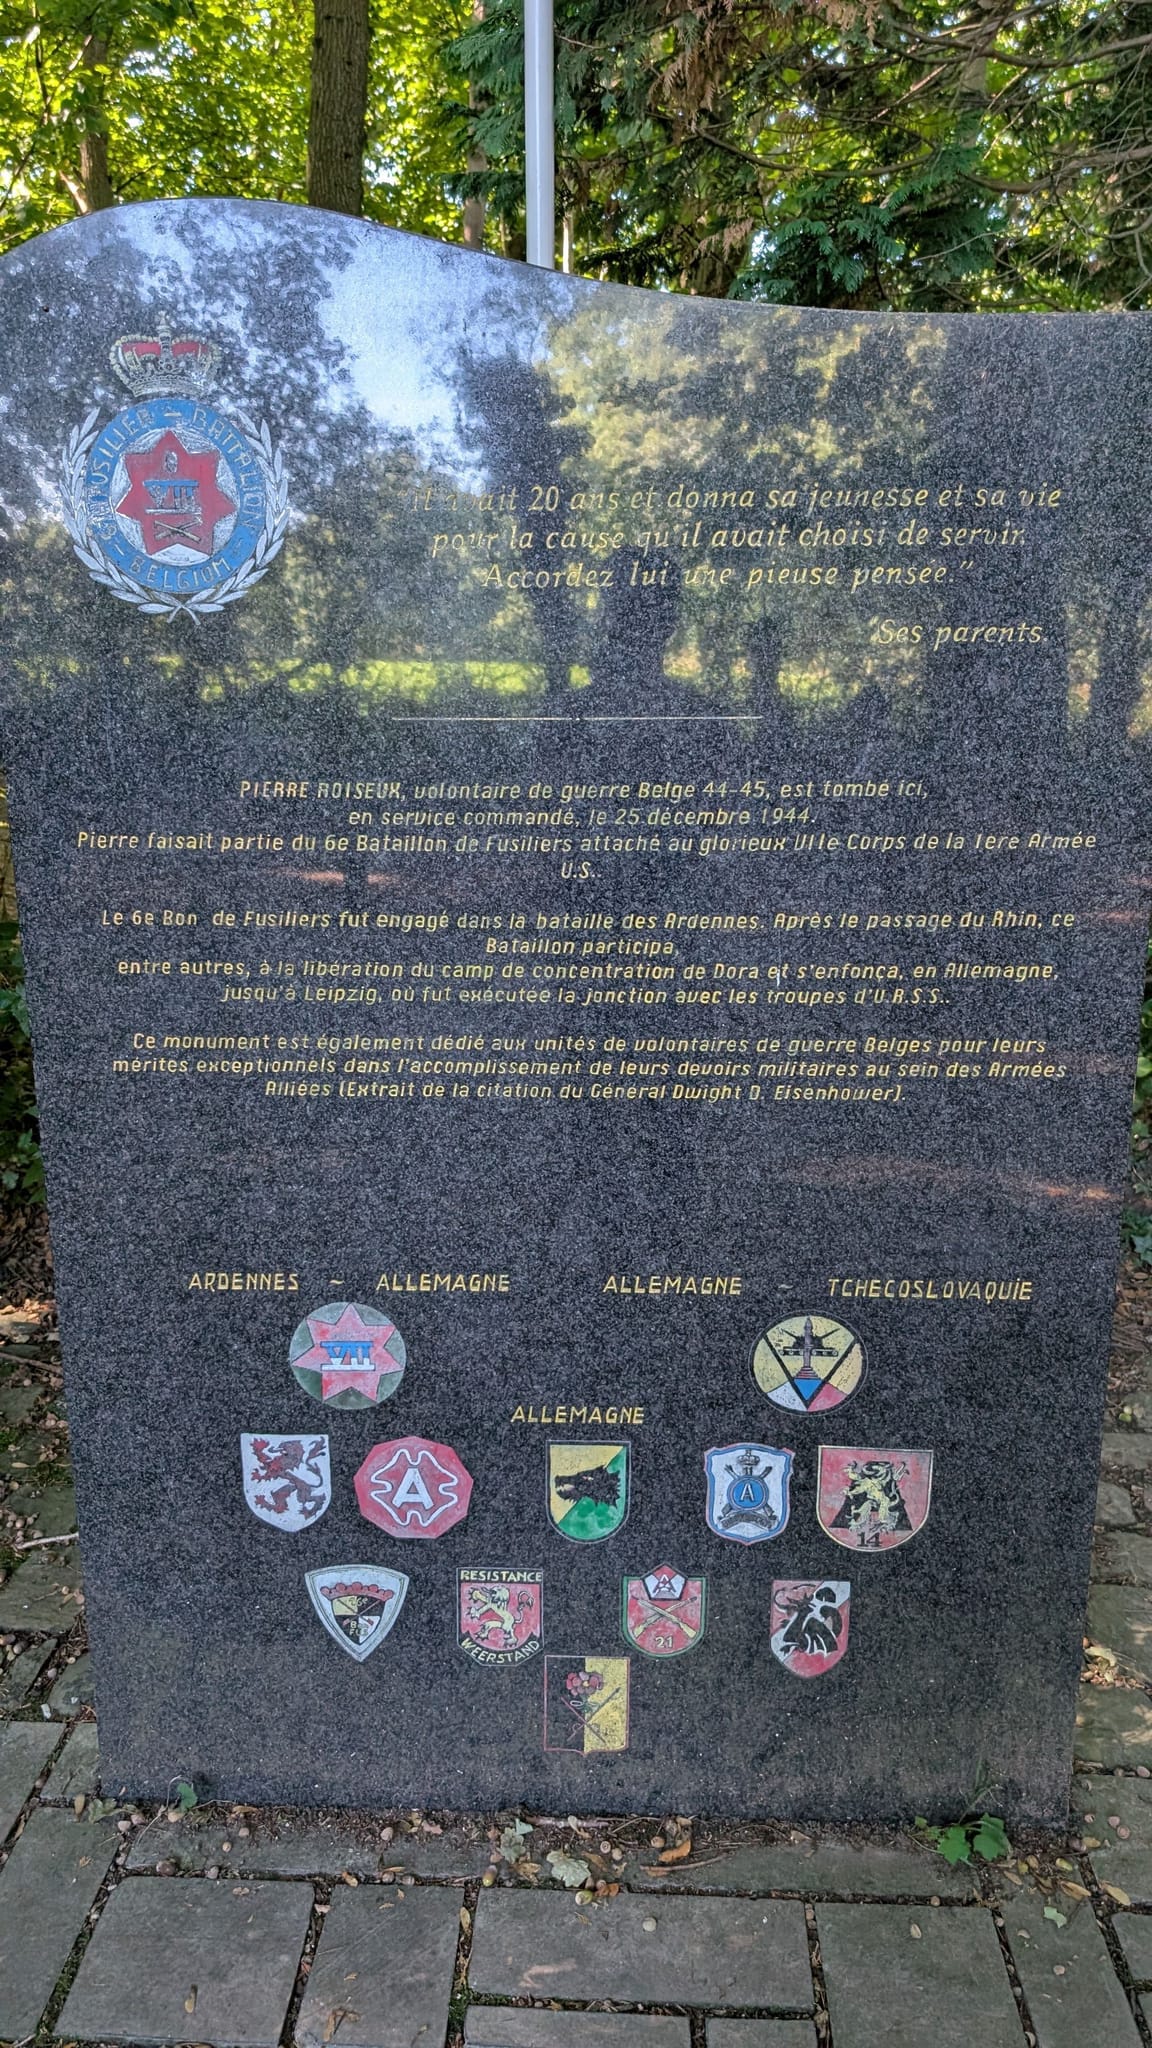 6TH FUSILIER ~ BATTALION ~ BELGIUM ~
VII
"Il avait 20 ans et donna sa jeunesse et sa vie
pour la cause qu'il avait choisi de servir.
"Accordez lui une pieuse pensée."
"Ses parents.
PIERRE ROISEUX, volontaire de guerre Belge 44-45, est tombé ici,
en service commandé, le 25 décembre 1944.
Pierre faisait partie du 6e Bataillon de Fusiliers attaché au glorieux VIIe Corps de la 1ere Armée
U.S..
Le 6e Bon de Fusiliers fut engagé dans la bataille des Ardennes. Après le passage du Rhin, ce
Bataillon participa,
entre autres, à la libération du camp de concentration de Dora et s'enfonça, en Allemagne,
jusqu'à Leipzig, où fut exécutée la jonction avec les troupes d'U.R.S.S..
Ce monument est également dédié aux unités de volontaires de guerre Belges pour leurs
mérites exceptionnels dans l'accomplissement de leurs devoirs militaires au sein des Armées
Alliées (Extrait de la citation du Général Dwight D. Eisenhower).
ARDENNES ~ ALLEMAGNE
ALLEMAGNE ~ TCHECOSLOVAQUIE
VII
ALLEMAGNE
A
A
14
RESISTANCE
WEERSTAND
21